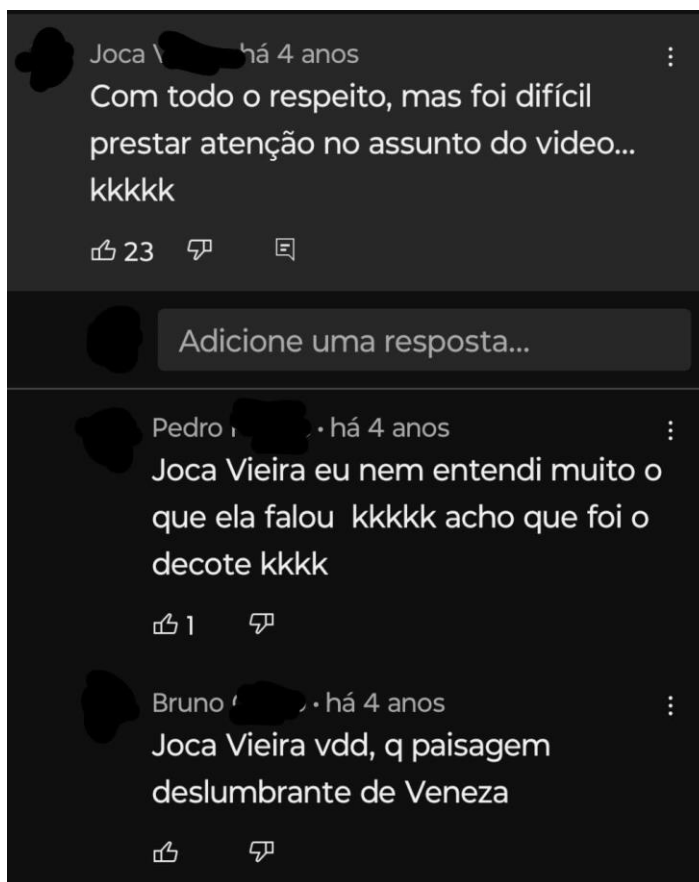 Joca há 4 anos
Com todo o respeito, mas foi difícil
prestar atenção no assunto do video...
kkkkk
23
Adicione uma resposta...
Pedro • há 4 anos
Joca Vieira eu nem entendi muito o
que ela falou kkkkk acho que foi o
decote kkkk
1
Bruno • há 4 anos
Joca Vieira vdd, q paisagem
deslumbrante de Veneza